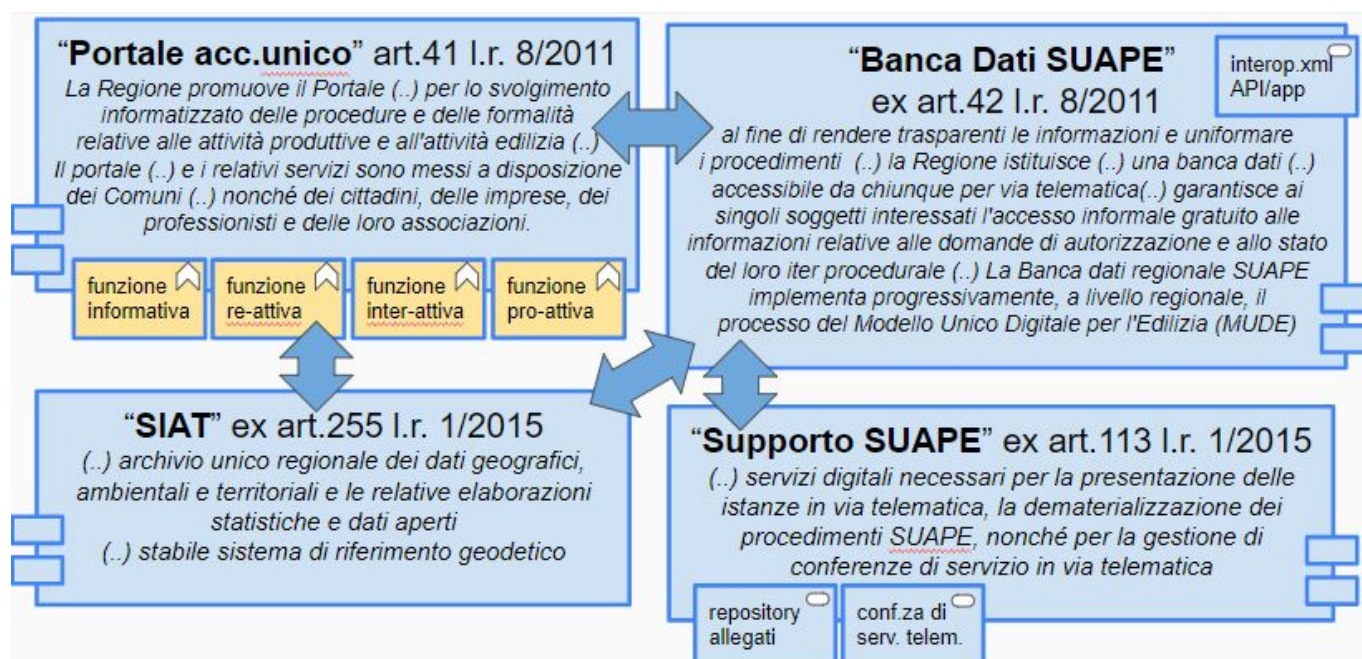 “Portale acc.unico” art.41 l.r. 8/2011
La Regione promuove il Portale (..) per lo svolgimento
informatizzato delle procedure e delle formalità
relative alle attività produttive e all'attività edilizia (..)
Il portale (..) e i relativi servizi sono messi a disposizione
dei Comuni (..) nonché dei cittadini, delle imprese, dei
professionisti e delle loro associazioni.
funzione
informativa
funzione
re-attiva
funzione
inter-attiva
funzione
pro-attiva
“Banca Dati SUAPE”
ex art.42 l.r. 8/2011
interop.xml
API/app
al fine di rendere trasparenti le informazioni e uniformare
i procedimenti (..) la Regione istituisce (..) una banca dati (..)
accessibile da chiunque per via telematica(..) garantisce ai
singoli soggetti interessati l'accesso informale gratuito alle
informazioni relative alle domande di autorizzazione e allo stato
del loro iter procedurale (..) La Banca dati regionale SUAPE
implementa progressivamente, a livello regionale, il
processo del Modello Unico Digitale per l'Edilizia (MUDE)
“SIAT” ex art.255 l.r. 1/2015
(..) archivio unico regionale dei dati geografici,
ambientali e territoriali e le relative elaborazioni
statistiche e dati aperti
(..) stabile sistema di riferimento geodetico
“Supporto SUAPE” ex art.113 l.r. 1/2015
(..) servizi digitali necessari per la presentazione delle
istanze in via telematica, la dematerializzazione dei
procedimenti SUAPE, nonché per la gestione di
conferenze di servizio in via telematica
repository
allegati
conf.za di
serv. telem.